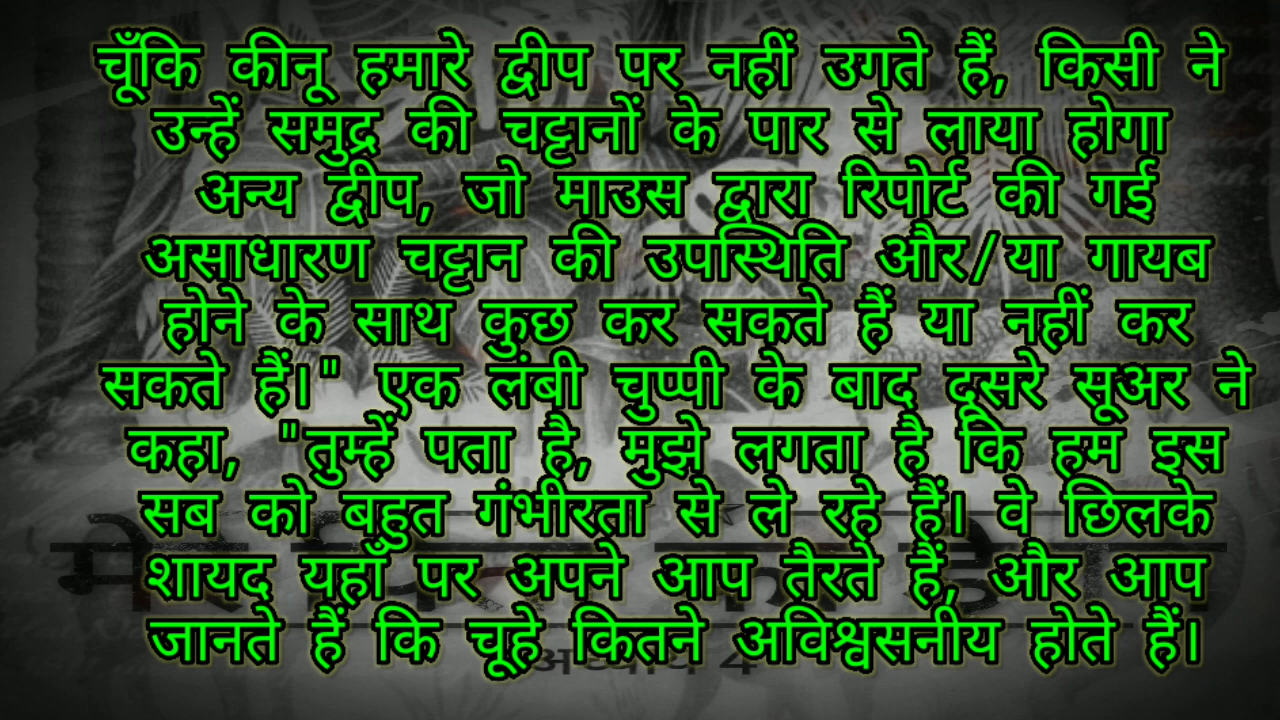 चूँकि कीनू हमारे द्वीप पर नहीं उगते हैं, किसी ने
उन्हें समुद्र की चट्टानों के पार से लाया होगा
अन्य द्वीप, जो माउस द्वारा रिपोर्ट की गई
असाधारण चट्टान की उपस्थिति और/या गायब
होने के साथ कुछ कर सकते हैं या नहीं कर
सकते हैं।" एक लंबी चुप्पी के बाद दूसरे सूअर ने
कहा, "तुम्हें पता है, मुझे लगता है कि हम इस
सब को बहुत गंभीरता से ले रहे हैं। वे छिलके
शायद यहाँ पर अपने आप तैरते हैं, और आप
जानते हैं कि चूहे कितने अविश्वसनीय होते हैं।
अध्याय 4